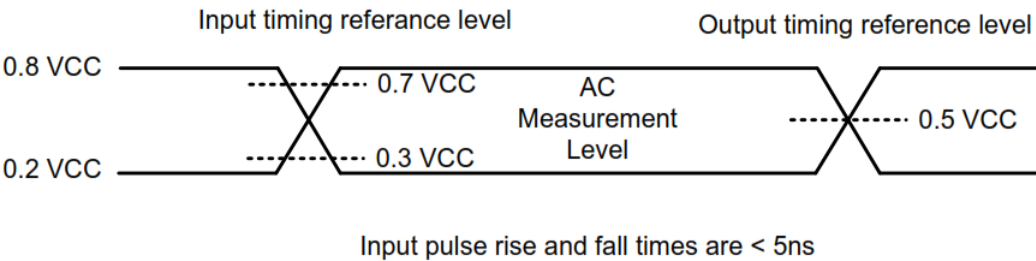 Input timing referance level
Output timing reference level
0.8 VCC
0.7 VCC
AC
Measurement
Level
0.5 VCC
0.3 VCC
0.2 VCC
Input pulse rise and fall times are < 5ns